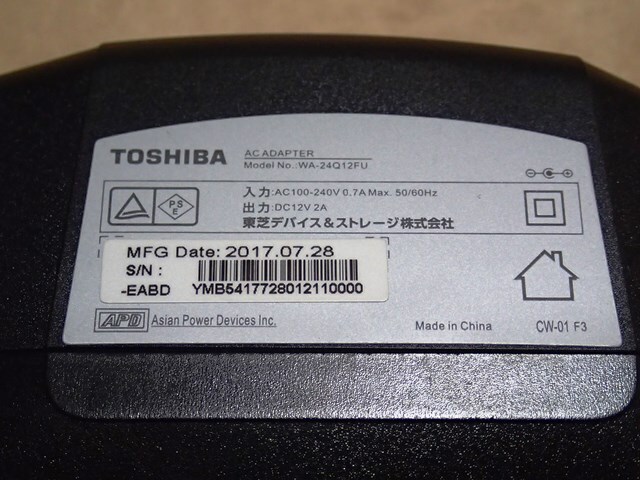 TOSHIBA
AC ADAPTER
Model No.:WA-24Q12FU
PS
E
入力:AC100-240V 0.7A Max. 50/60Hz
出力:DC12V 2A
東芝デバイス&ストレージ株式会社
MFG Date: 2017.07.28
S/N :
-EABD YMB5417728012110000
APD Asian Power Devices Inc.
Made in China
CW-01 F3